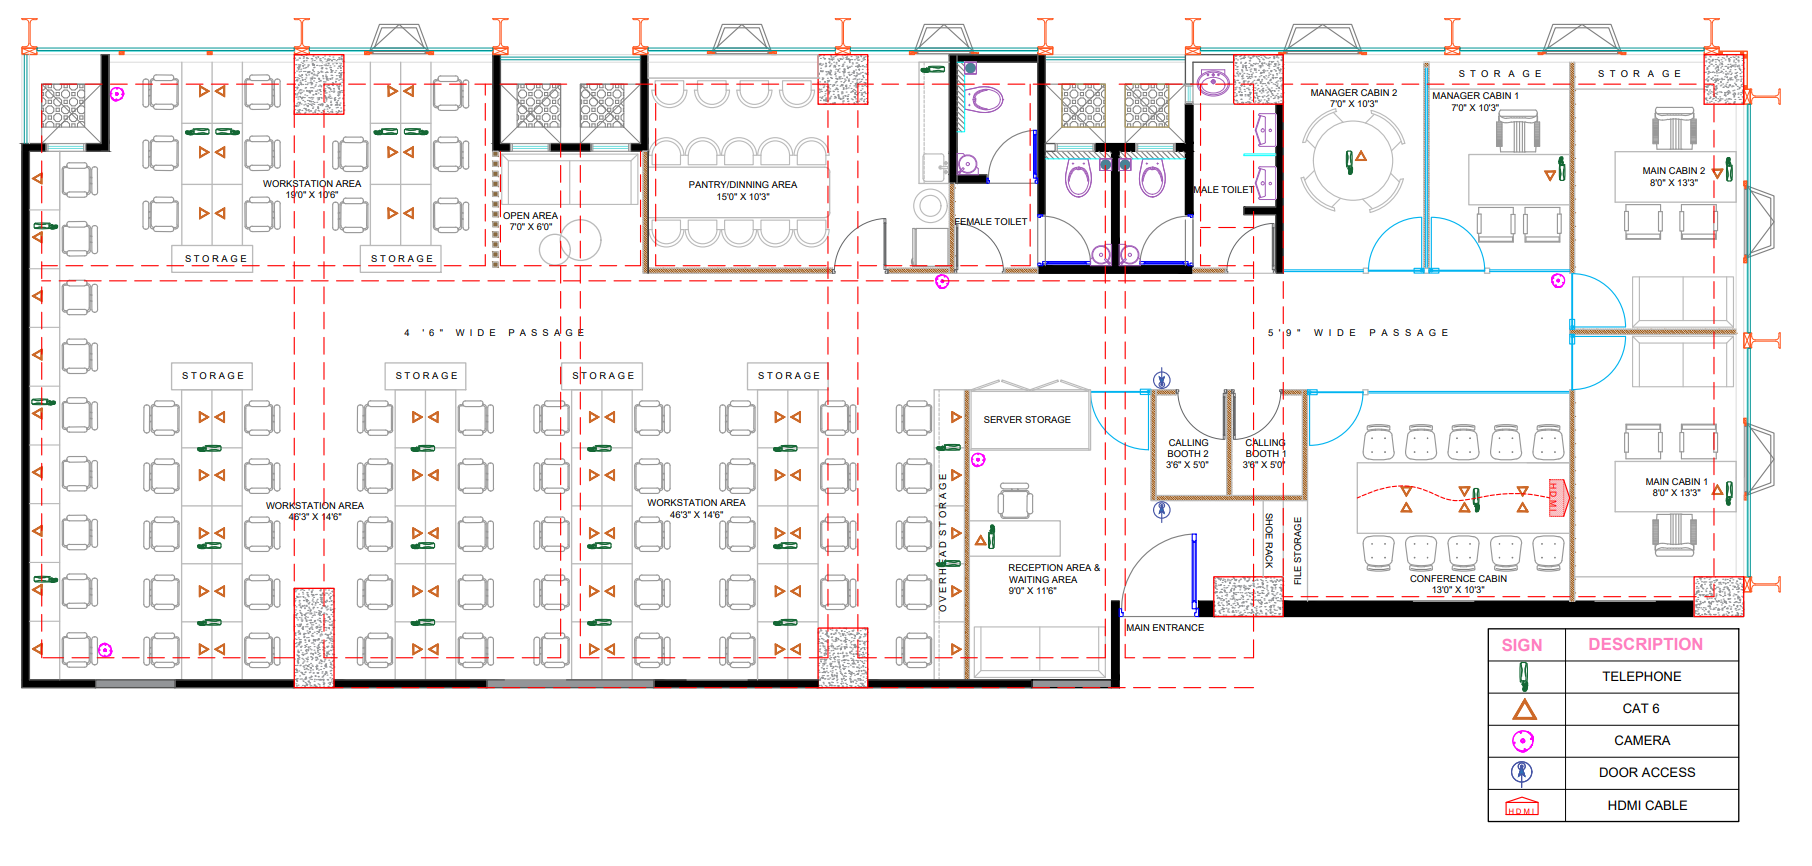 STORAGE
STORAGE
MANAGER CABIN 2
7'0" X 10'3"
MANAGER CABIN 1
7'0" X 10'3"
MAIN CABIN 2
8'0" X 13'3"
WORKSTATION AREA
19'0" X 10'6"
PANTRY/DINNING AREA
15'0" X 10'3"
MALE TOILET
OPEN AREA
7'0" X 6'0"
FEMALE TOILET
STORAGE
STORAGE
4 '6" WIDE PASSAGE
5'9" WIDE PASSAGE
STORAGE
STORAGE
STORAGE
STORAGE
SERVER STORAGE
CALLING
BOOTH 2
3'6" X 5'0"
CALLING
BOOTH 1
3'6" X 5'0"
OVERHEAD STORAGE
WORKSTATION AREA
46'3" X 14'6"
WORKSTATION AREA
46'3" X 14'6"
HDMI
MAIN CABIN 1
8'0" X 13'3"
SHOE RACK
FILE STORAGE
RECEPTION AREA &
WAITING AREA
9'0" X 11'6"
CONFERENCE CABIN
13'0" X 10'3"
MAIN ENTRANCE
SIGN DESCRIPTION
TELEPHONE
CAT 6
CAMERA
DOOR ACCESS
HDMI HDMI CABLE